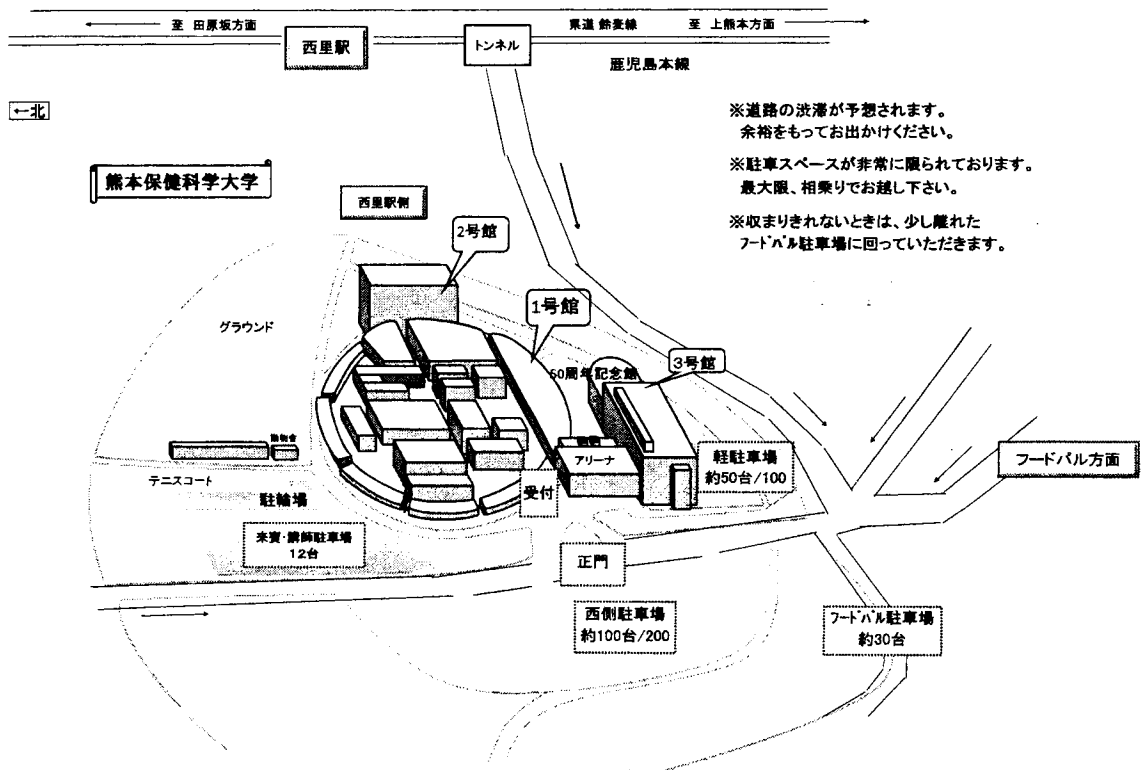 至 田原坂方面
西里駅
トンネル
県道 鈴麦線
至 上熊本方面
鹿児島本線
←北
※道路の渋滞が予想されます。
余裕をもってお出かけください。
※駐車スペースが非常に限られております。
最大限、相乗りでお越し下さい。
※収まりきれないときは、少し離れた
フードパル駐車場に回っていただきます。
熊本保健科学大学
西里駅側
2号館
1号館
グラウンド
50周年記念館
3号館
アリーナ
軽駐車場
約50台/100
フードパル方面
テニスコート
駐輪場
受付
来賓・講師駐車場
12台
正門
西側駐車場
約100台/200
フードパル駐車場
約30台